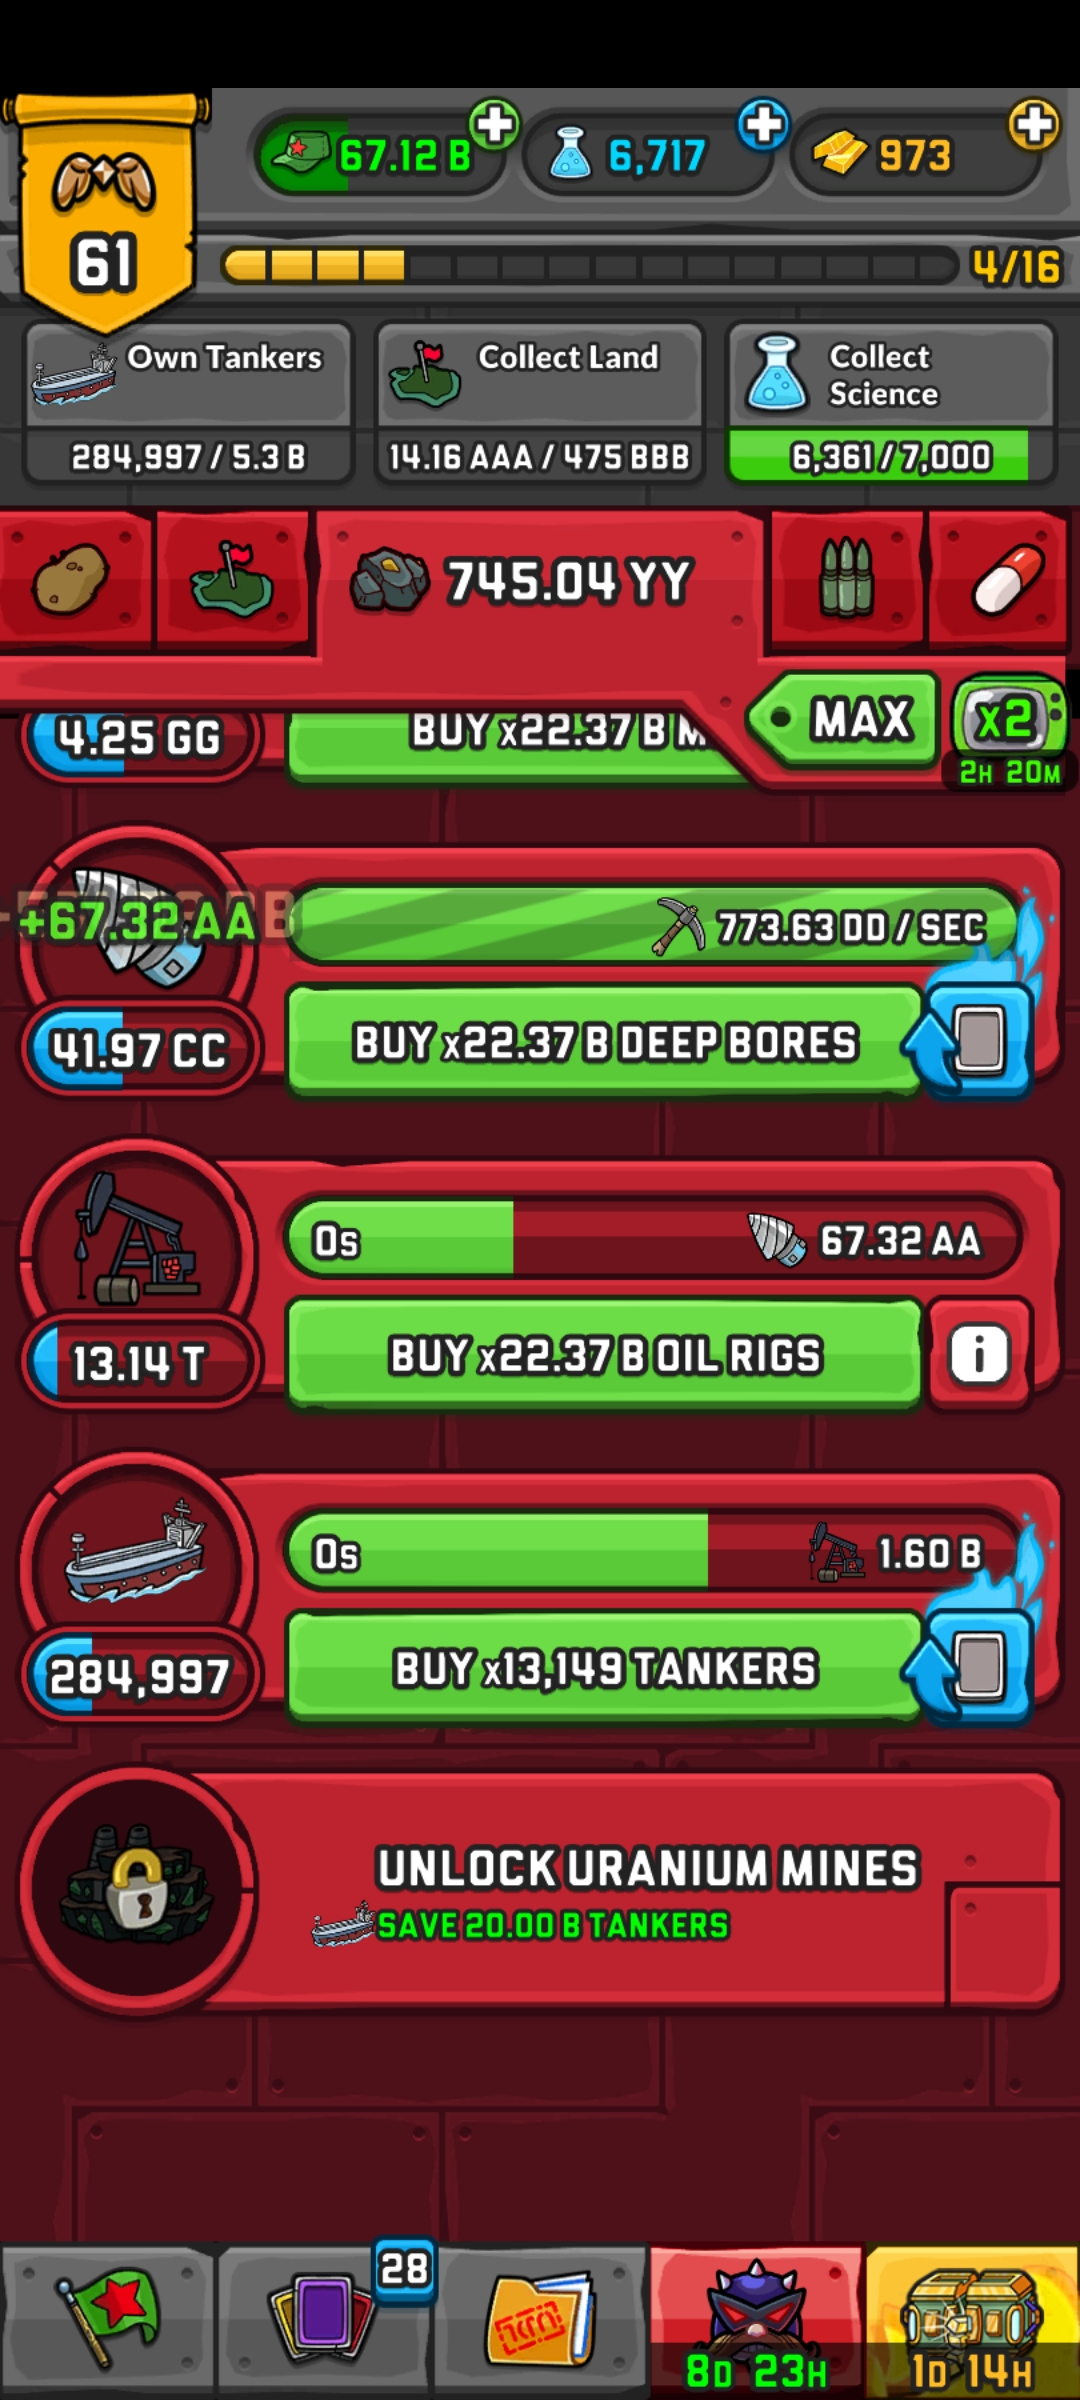 67.12 B
6,717
973
61
4/16
Own Tankers
284,997 / 5.3 B
Collect Land
14.16 AAA / 475 BBB
Collect
Science
6,361 / 7,000
745.04 YY
MAX
x2
2H 20M
4.25 GG
BUY x22.37 B M
+67.32 AA
773.63 DD / SEC
41.97 CC
BUY x22.37 B DEEP BORES
0s
67.32 AA
13.14 T
BUY x22.37 B OIL RIGS
i
0s
1.60 B
284,997
BUY x13,149 TANKERS
UNLOCK URANIUM MINES
SAVE 20.00 B TANKERS
28
8D 23H
1D 14H